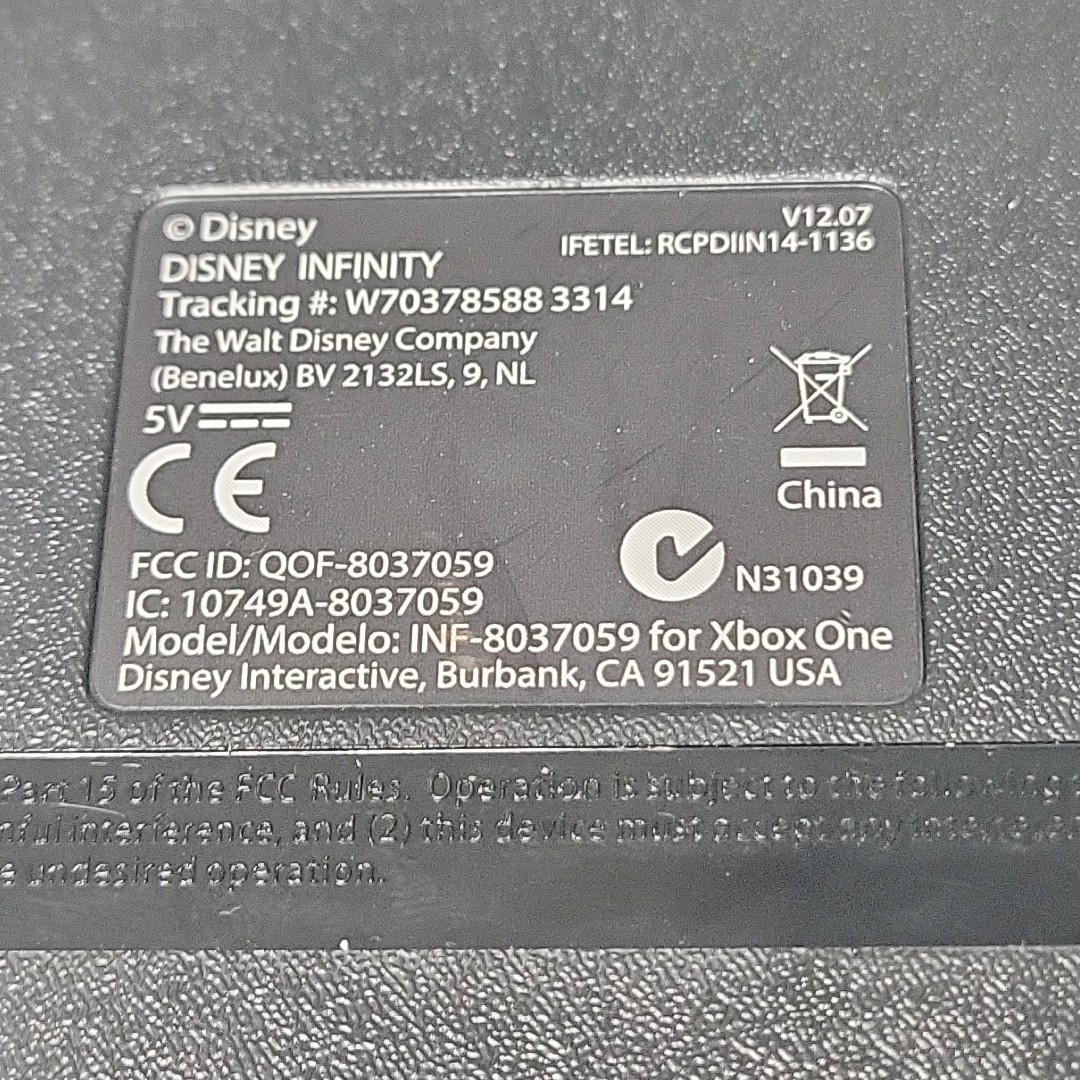 © Disney
V12.07
IFETEL: RCPDIIN14-1136
DISNEY INFINITY
Tracking #: W70378588 3314
The Walt Disney Company
(Benelux) BV 2132LS, 9, NL
5V
CE
China
N31039
FCC ID: QOF-8037059
IC: 10749A-8037059
Model/Modelo: INF-8037059 for Xbox One
Disney Interactive, Burbank, CA 91521 USA
Part 15 of the FCC Rules. Operation is subject to the following
interference, and (2) this device must accept any
undesired operation.